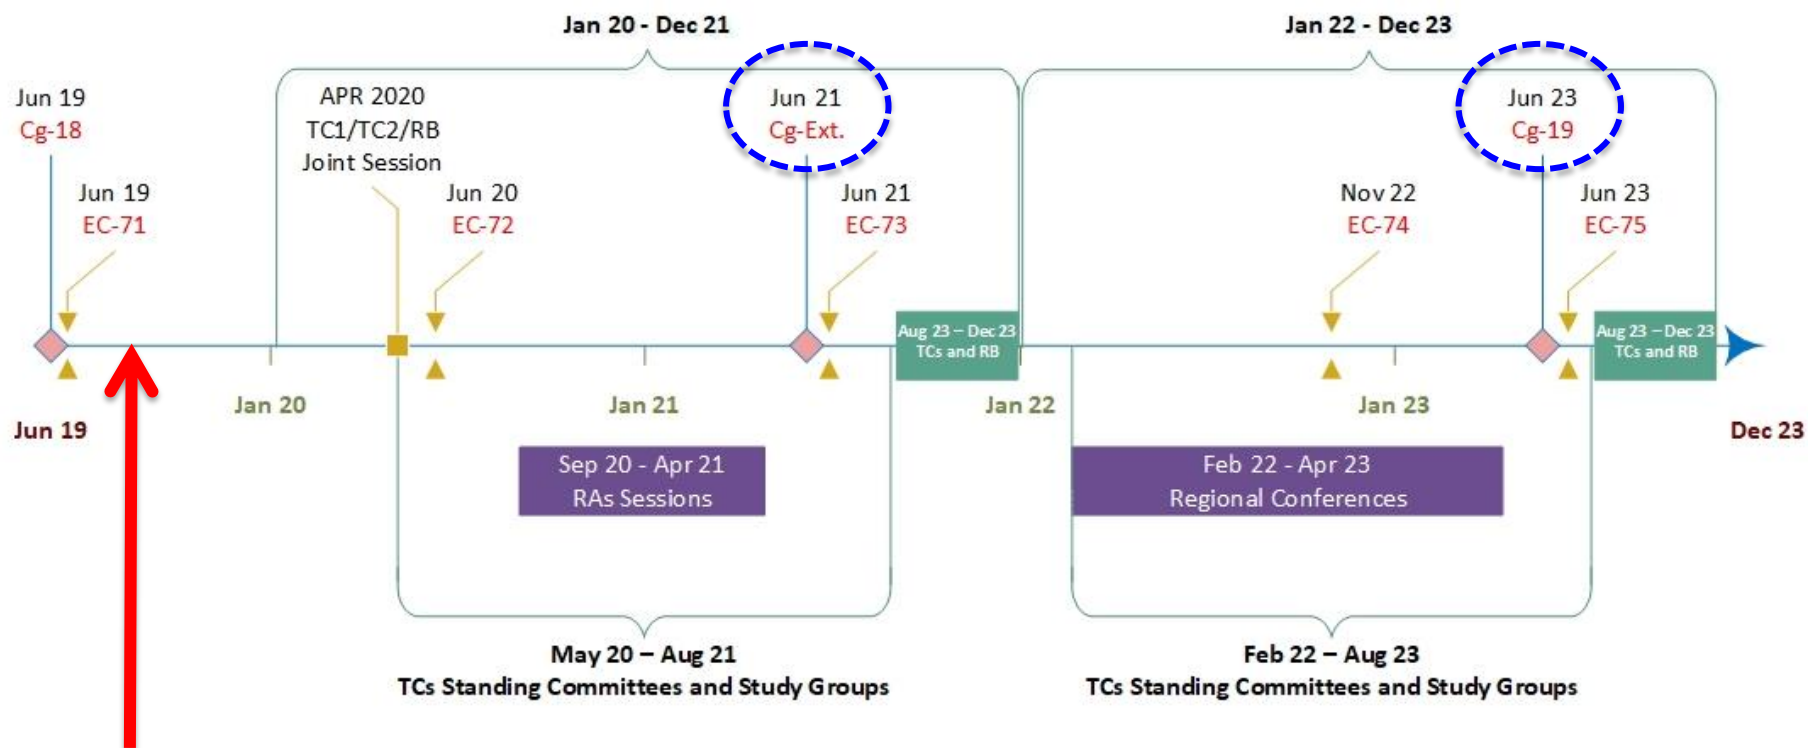 Jan 20 - Dec 21
Jan 22 - Dec 23
Jun 19
Cg-18
APR 2020
TC1/TC2/RB
Joint Session
Jun 21
Cg-Ext.
Jun 23
Cg-19
Jun 19
EC-71
Jun 20
EC-72
Jun 21
EC-73
Nov 22
EC-74
Jun 23
EC-75
Aug 23 – Dec 23
TCs and RB
Aug 23 – Dec 23
TCs and RB
Jun 19
Jan 20
Jan 21
Jan 22
Jan 23
Dec 23
Sep 20 - Apr 21
RAs Sessions
Feb 22 - Apr 23
Regional Conferences
May 20 – Aug 21
TCs Standing Committees and Study Groups
Feb 22 – Aug 23
TCs Standing Committees and Study Groups